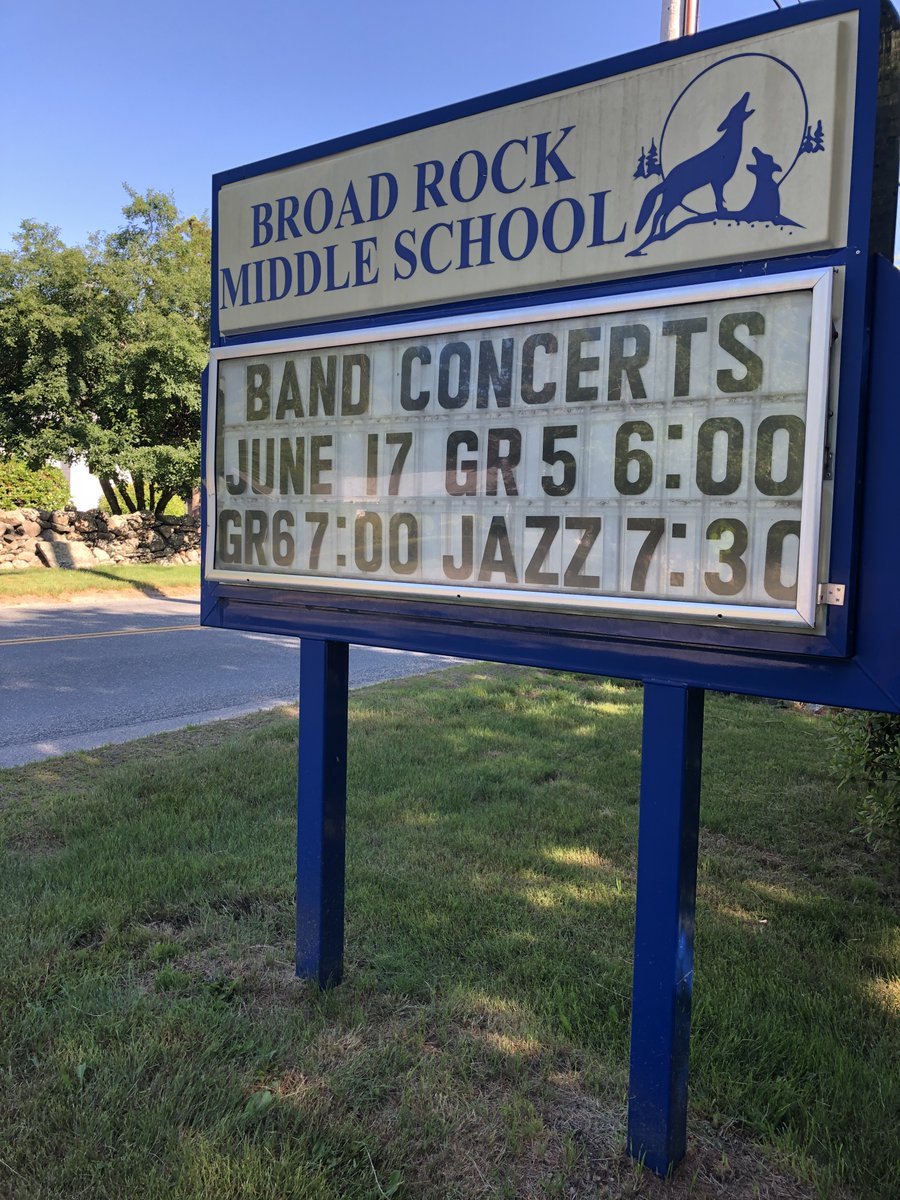 BROAD ROCK
MIDDLE SCHOOL
BAND CONCERTS
JUNE 17 GR 5 6:00
GR6 7:00 JAZZ 7:30